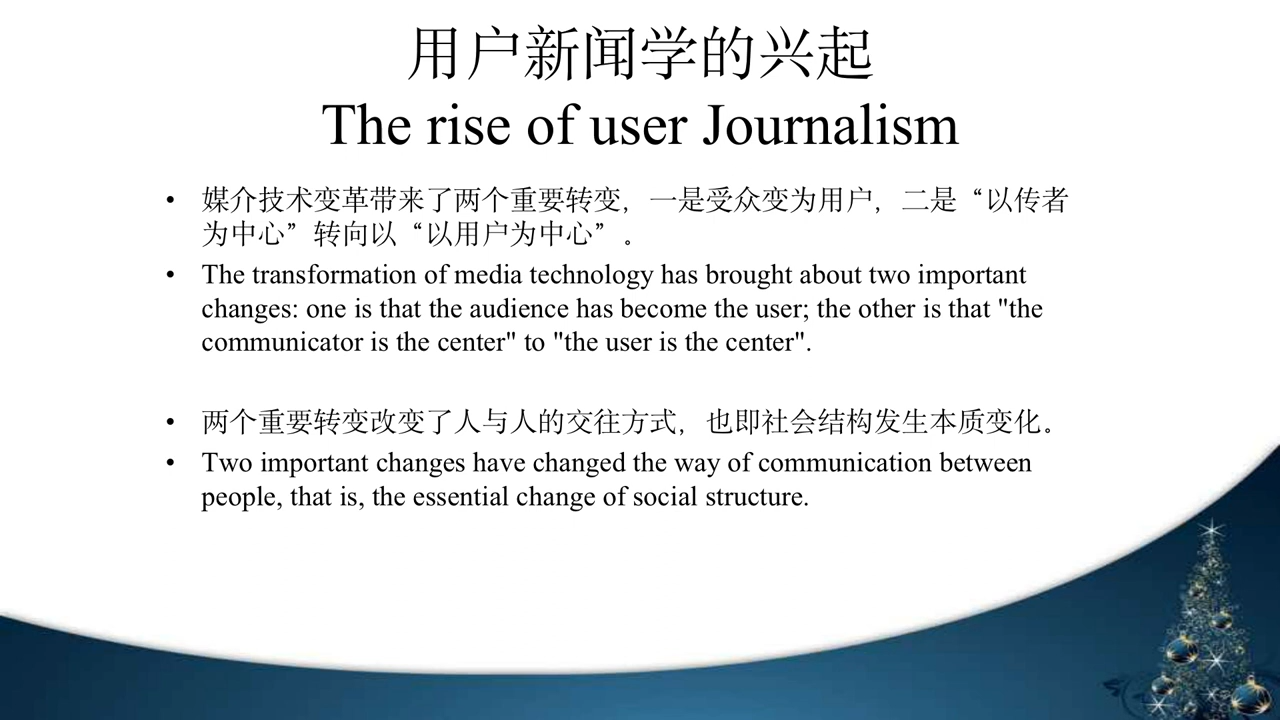 用户新闻学的兴起
The rise of user Journalism
• 媒介技术变革带来了两个重要转变，一是受众变为用户，二是“以传者
为中心”转向以“以用户为中心”。
• The transformation of media technology has brought about two important
changes: one is that the audience has become the user; the other is that "the
communicator is the center" to "the user is the center".
• 两个重要转变改变了人与人的交往方式，也即社会结构发生本质变化。
• Two important changes have changed the way of communication between
people, that is, the essential change of social structure.